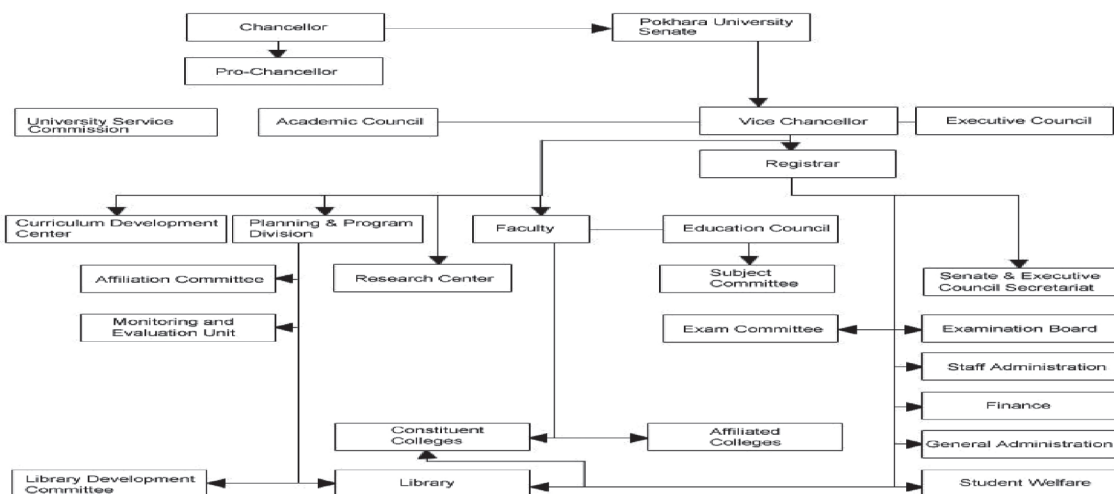 Chancellor
Pokhara University
Senate
Pro-Chancellor
University Service
Commission
Academic Council
Vice Chancellor
Executive Council
Registrar
Curriculum Development
Center
Planning & Program
Division
Faculty
Education Council
Affiliation Committee
Research Center
Subject
Committee
Senate & Executive
Council Secretariat
Monitoring and
Evaluation Unit
Exam Committee
Examination Board
Staff Administration
Finance
Constituent
Colleges
Affiliated
Colleges
General Administration
Library Development
Committee
Library
Student Welfare